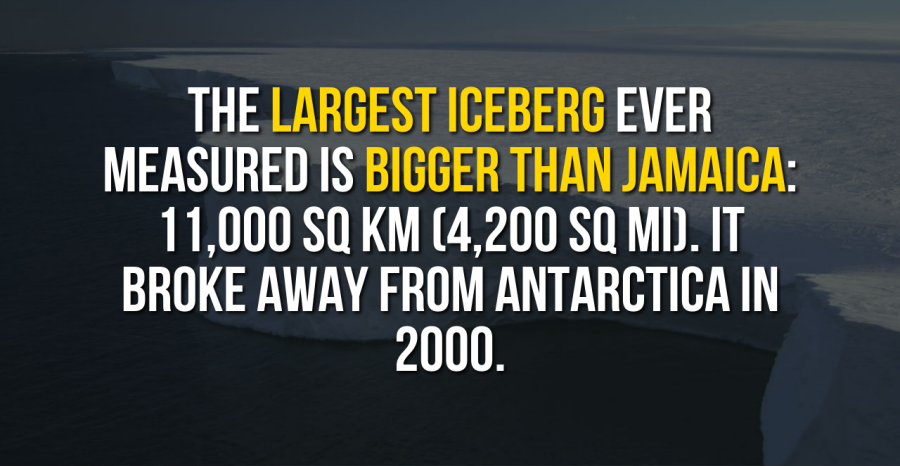 THE LARGEST ICEBERG EVER
MEASURED IS BIGGER THAN JAMAICA:
11,000 SQ KM (4,200 SQ MI). IT
BROKE AWAY FROM ANTARCTICA IN
2000.